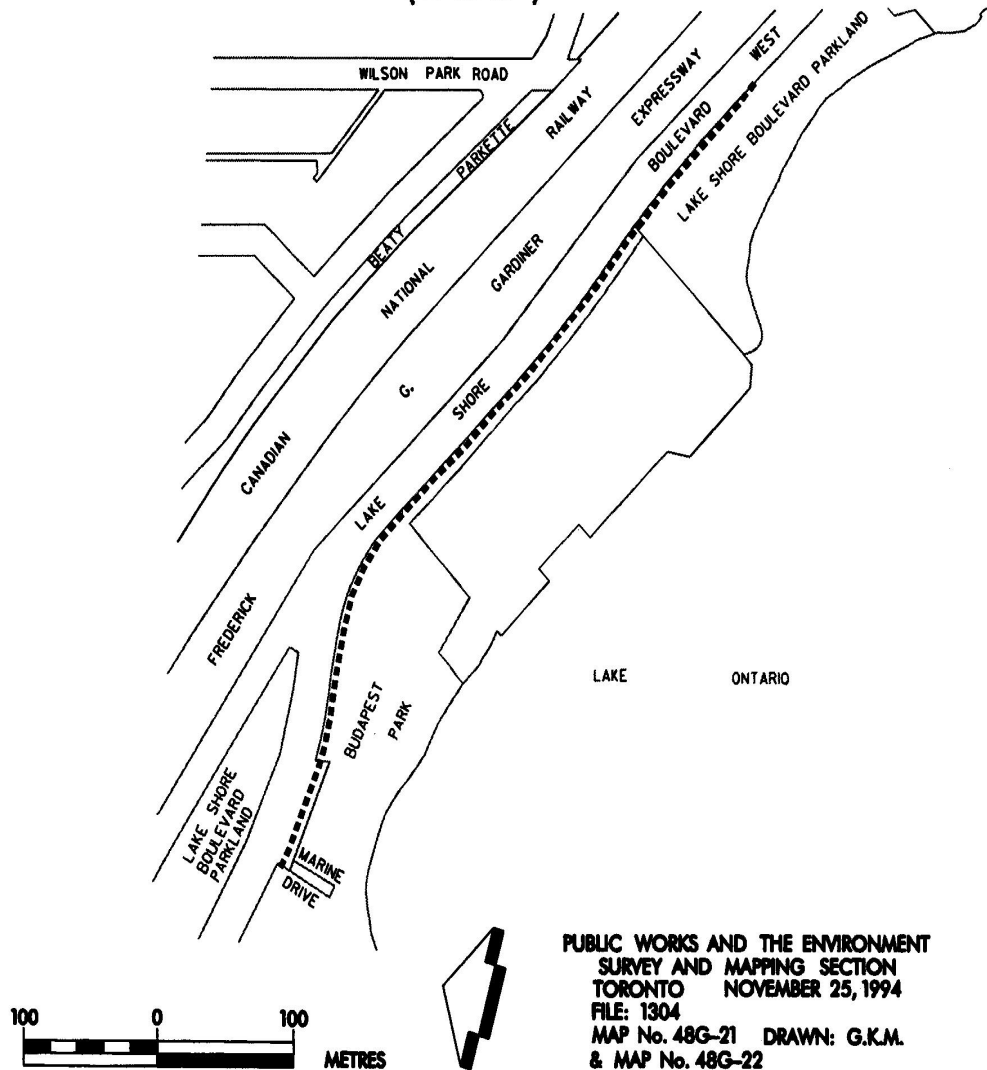 WILSON PARK ROAD
BEATY PARKETTE
CANADIAN NATIONAL RAILWAY
FREDERICK G. GARDINER EXPRESSWAY
LAKE SHORE BOULEVARD WEST
LAKE SHORE BOULEVARD PARKLAND
BUDAPEST
PARK
LAKE ONTARIO
LAKE SHORE
BOULEVARD
PARKLAND
MARINE
DRIVE
100 0 100
METRES
PUBLIC WORKS AND THE ENVIRONMENT
SURVEY AND MAPPING SECTION
TORONTO NOVEMBER 25, 1994
FILE: 1304
MAP No. 48G-21 DRAWN: G.K.M.
& MAP No. 48G-22